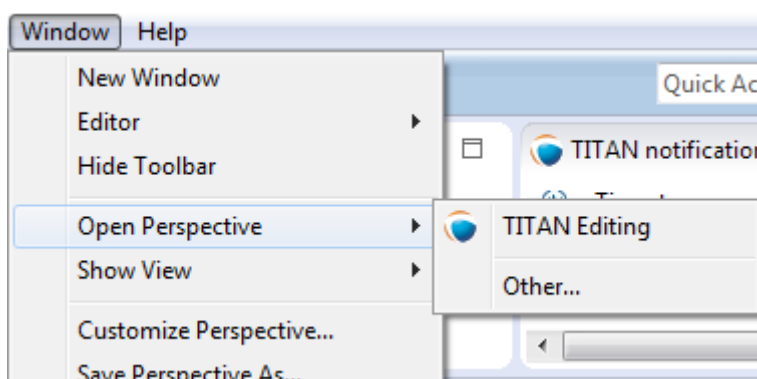 Window Help
New Window
Quick Ac
Editor
TITAN notification
Hide Toolbar
Open Perspective
TITAN Editing
Show View
Other...
Customize Perspective...
Save Perspective As...